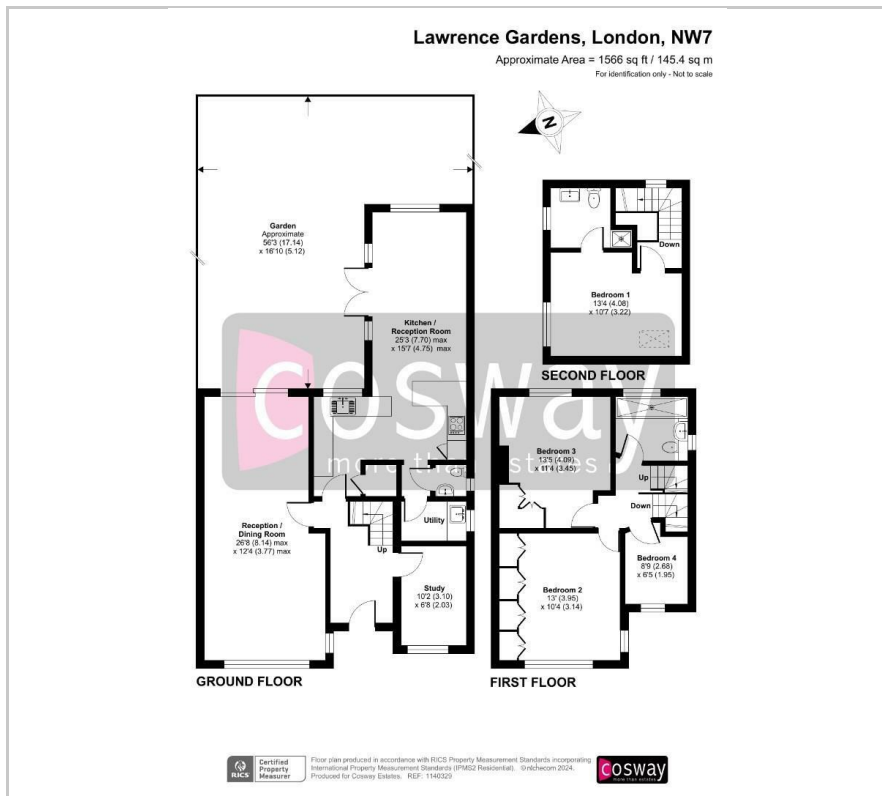 Lawrence Gardens, London, NW7
Approximate Area = 1566 sq ft / 145.4 sq m
For identification only - Not to scale
N
Garden
Approximate
56'3 (17.14)
x 16'10 (5.12)
Kitchen /
Reception Room
25'3 (7.70) max
x 15'7 (4.75) max
Reception /
Dining Room
26'8 (8.14) max
x 12'4 (3.77) max
Utility
Up
Study
10'2 (3.10)
x 6'8 (2.03)
GROUND FLOOR
Down
Bedroom 1
13'4 (4.08)
x 10'7 (3.22)
SECOND FLOOR
Bedroom 3
13'5 (4.09)
x 11'4 (3.45)
Up
Down
Bedroom 4
8'9 (2.68)
x 6'5 (1.95)
Bedroom 2
13' (3.95)
x 10'4 (3.14)
FIRST FLOOR
cosway
more than estates
RICS
Certified
Property
Measurer
Floor plan produced in accordance with RICS Property Measurement Standards incorporating
International Property Measurement Standards (IPMS2 Residential). ©nichecom 2024.
Produced for Cosway Estates. REF: 1140329
cosway
more than estates